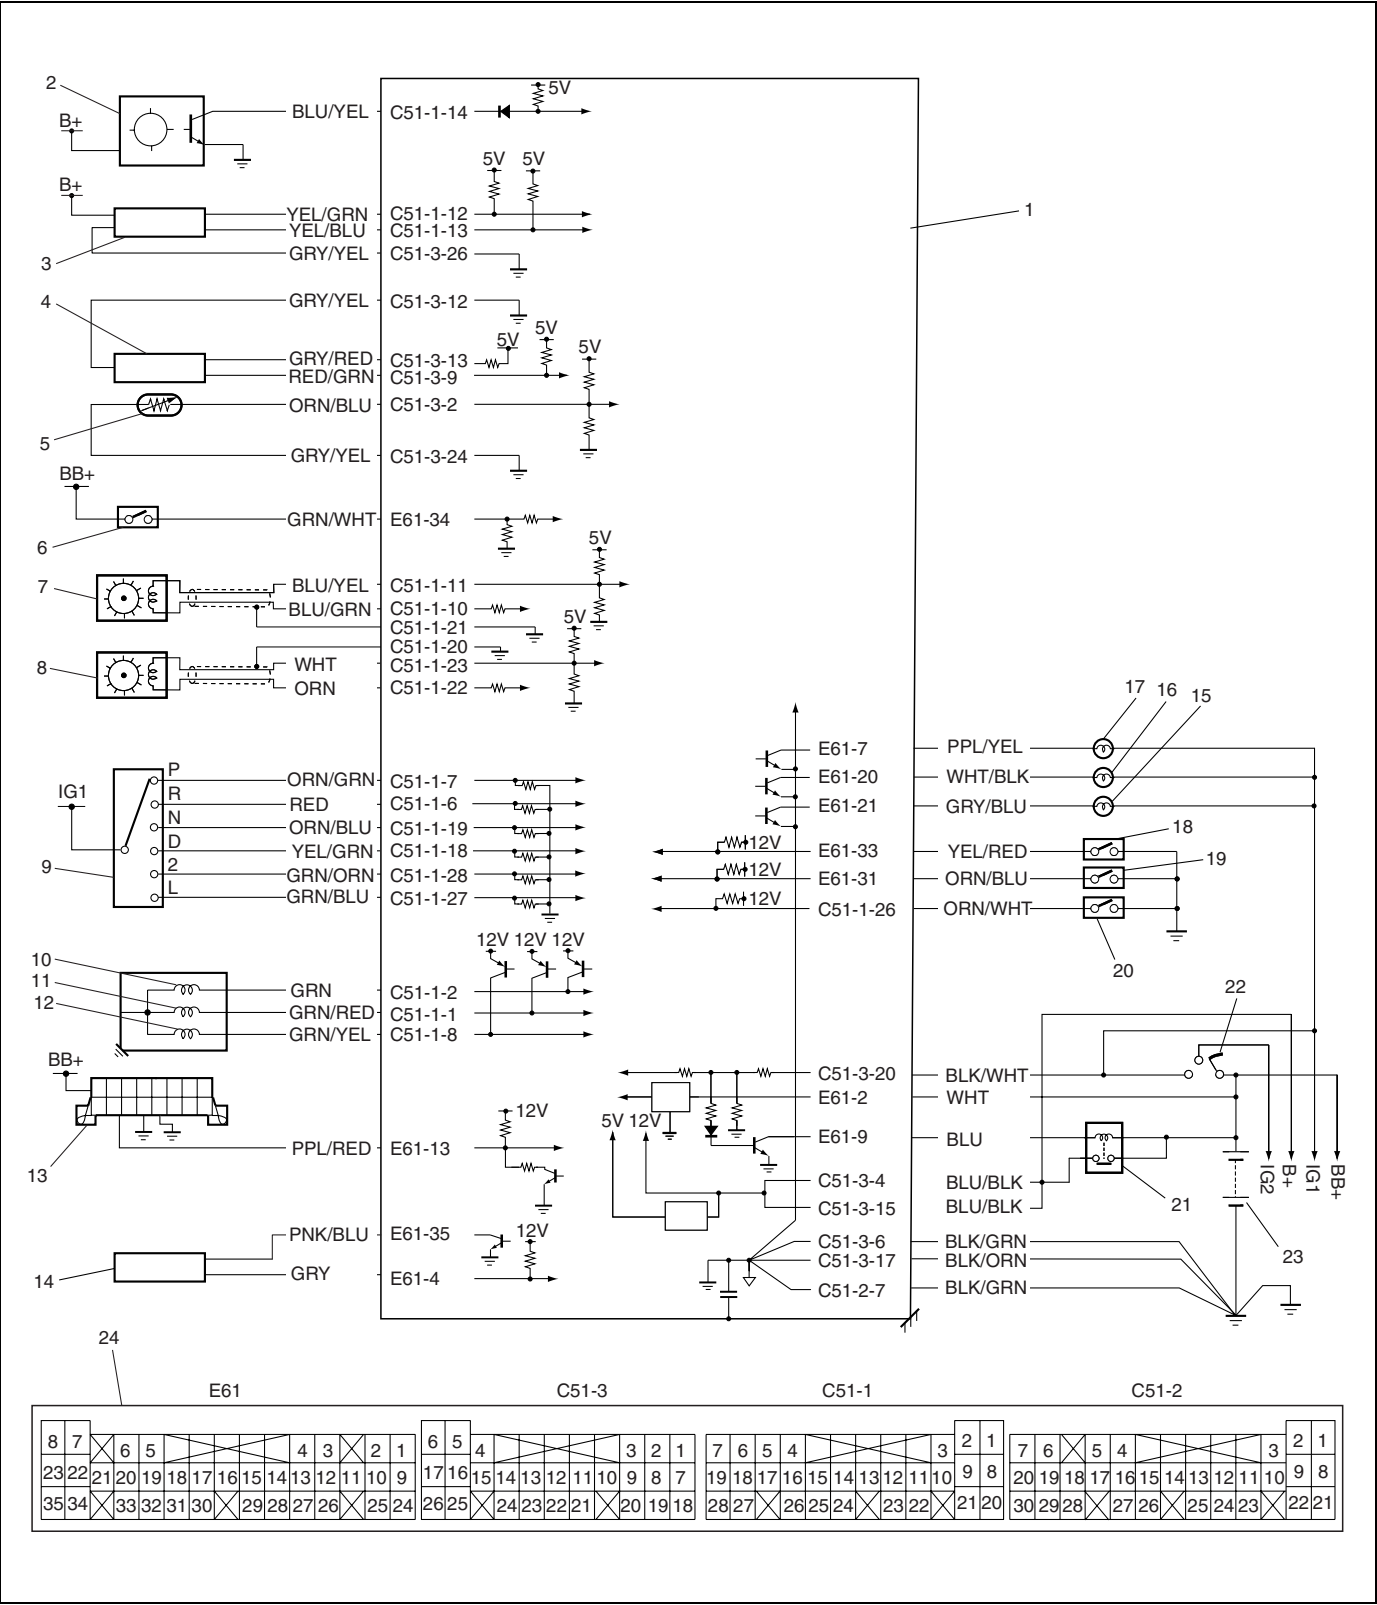 2
B+
BLU/YEL C51-1-14 5V
B+
5V 5V
YEL/GRN C51-1-12
YEL/BLU C51-1-13
1
3
GRY/YEL C51-3-26
4
GRY/YEL C51-3-12
5V 5V 5V
GRY/RED C51-3-13
RED/GRN C51-3-9
ORN/BLU C51-3-2
5
GRY/YEL C51-3-24
BB+
GRN/WHT E61-34
6
5V
7
BLU/YEL C51-1-11
BLU/GRN C51-1-10
C51-1-21
5V
C51-1-20
8
WHT C51-1-23
ORN C51-1-22
17 16 15
E61-7 PPL/YEL
E61-20 WHT/BLK
E61-21 GRY/BLU
IG1
9
P ORN/GRN C51-1-7
R RED C51-1-6
N ORN/BLU C51-1-19
D YEL/GRN C51-1-18
2 GRN/ORN C51-1-28
L GRN/BLU C51-1-27
18
12V E61-33 YEL/RED
19
12V E61-31 ORN/BLU
12V C51-1-26 ORN/WHT
20
12V 12V 12V
10
11
12
GRN C51-1-2
GRN/RED C51-1-1
GRN/YEL C51-1-8
22
BB+
13
C51-3-20 BLK/WHT
E61-2 WHT
5V 12V
E61-9 BLU
12V
PPL/RED E61-13
C51-3-4 BLU/BLK
C51-3-15 BLU/BLK
21
IG2
B+
IG1
BB+
23
14
PNK/BLU E61-35 12V
GRY E61-4
C51-3-6 BLK/GRN
C51-3-17 BLK/ORN
C51-2-7 BLK/GRN
24
E61 C51-3 C51-1 C51-2
8 7 6 5 4 3 2 1
23 22 21 20 19 18 17 16 15 14 13 12 11 10 9
35 34 33 32 31 30 29 28 27 26 25 24
6 5 4 3 2 1
17 16 15 14 13 12 11 10 9 8 7
26 25 24 23 22 21 20 19 18
7 6 5 4 3 2 1
19 18 17 16 15 14 13 12 11 10 9 8
28 27 26 25 24 23 22 21 20
7 6 5 4 3 2 1
20 19 18 17 16 15 14 13 12 11 10 9 8
30 29 28 27 26 25 24 23 22 21